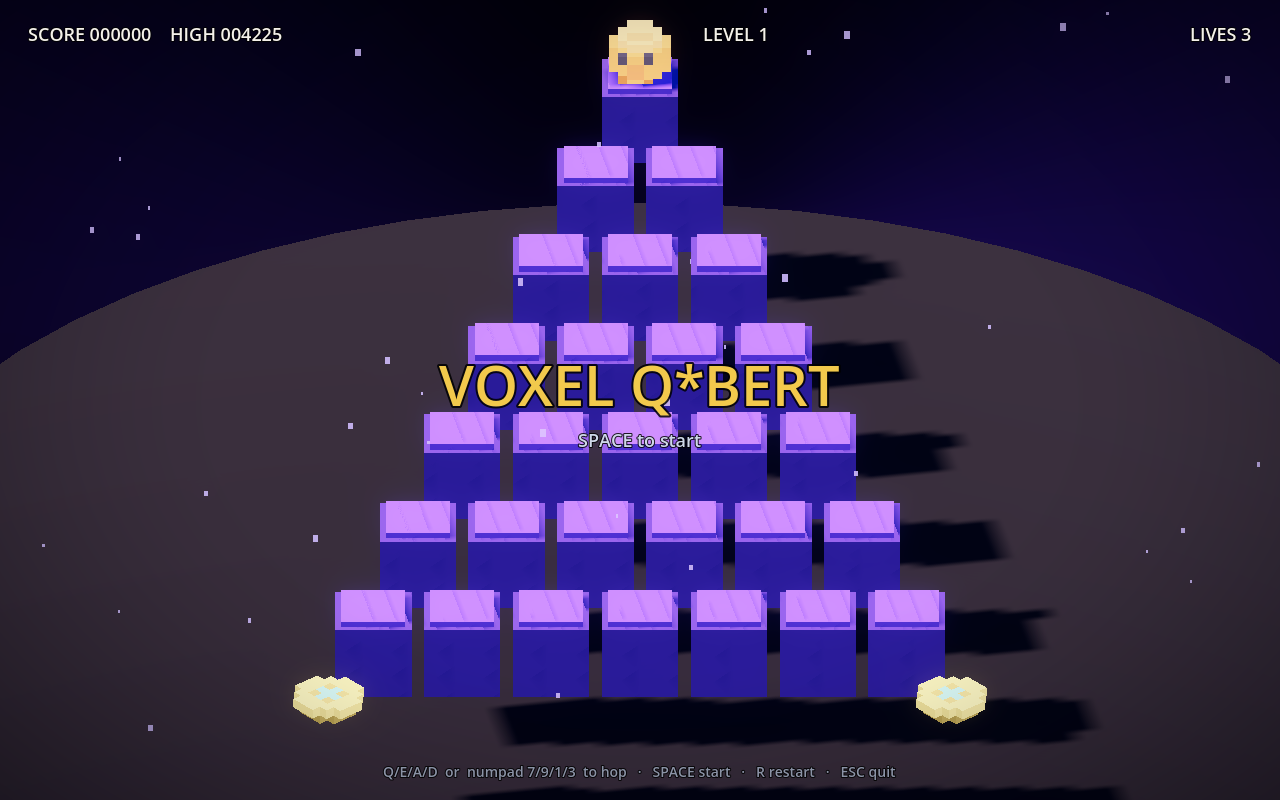 SCORE 000000 HIGH 004225 LEVEL 1 LIVES 3
VOXEL Q*BERT
SPACE to start
Q/E/A/D or numpad 7/9/1/3 to hop · SPACE start · R restart · ESC quit